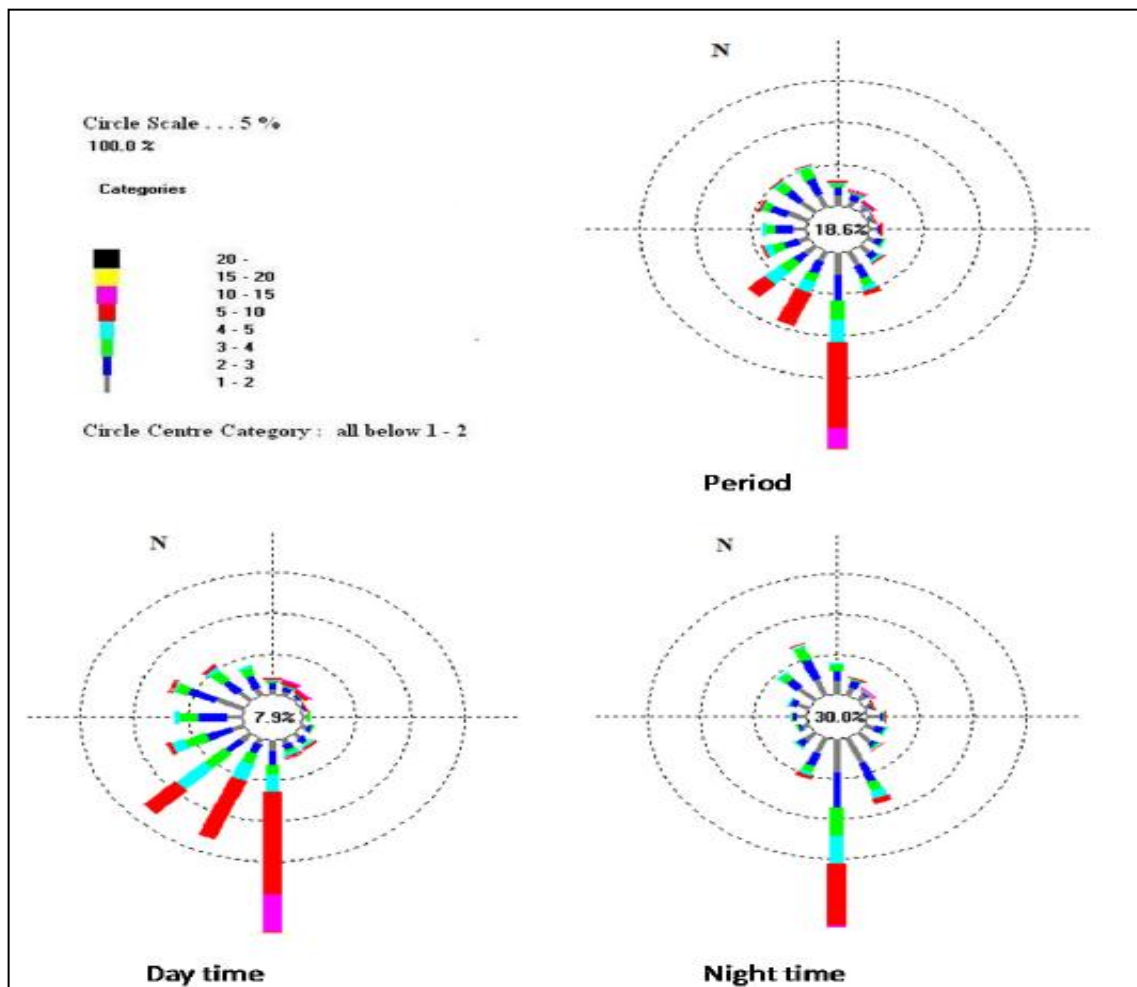 N
Circle Scale . . . 5 %
100.0 %
Categories
20 -
15 - 20
10 - 15
5 - 10
4 - 5
3 - 4
2 - 3
1 - 2
Circle Centre Category : all below 1 - 2
18.6%
Period
N
7.9%
Day time
N
30.0%
Night time